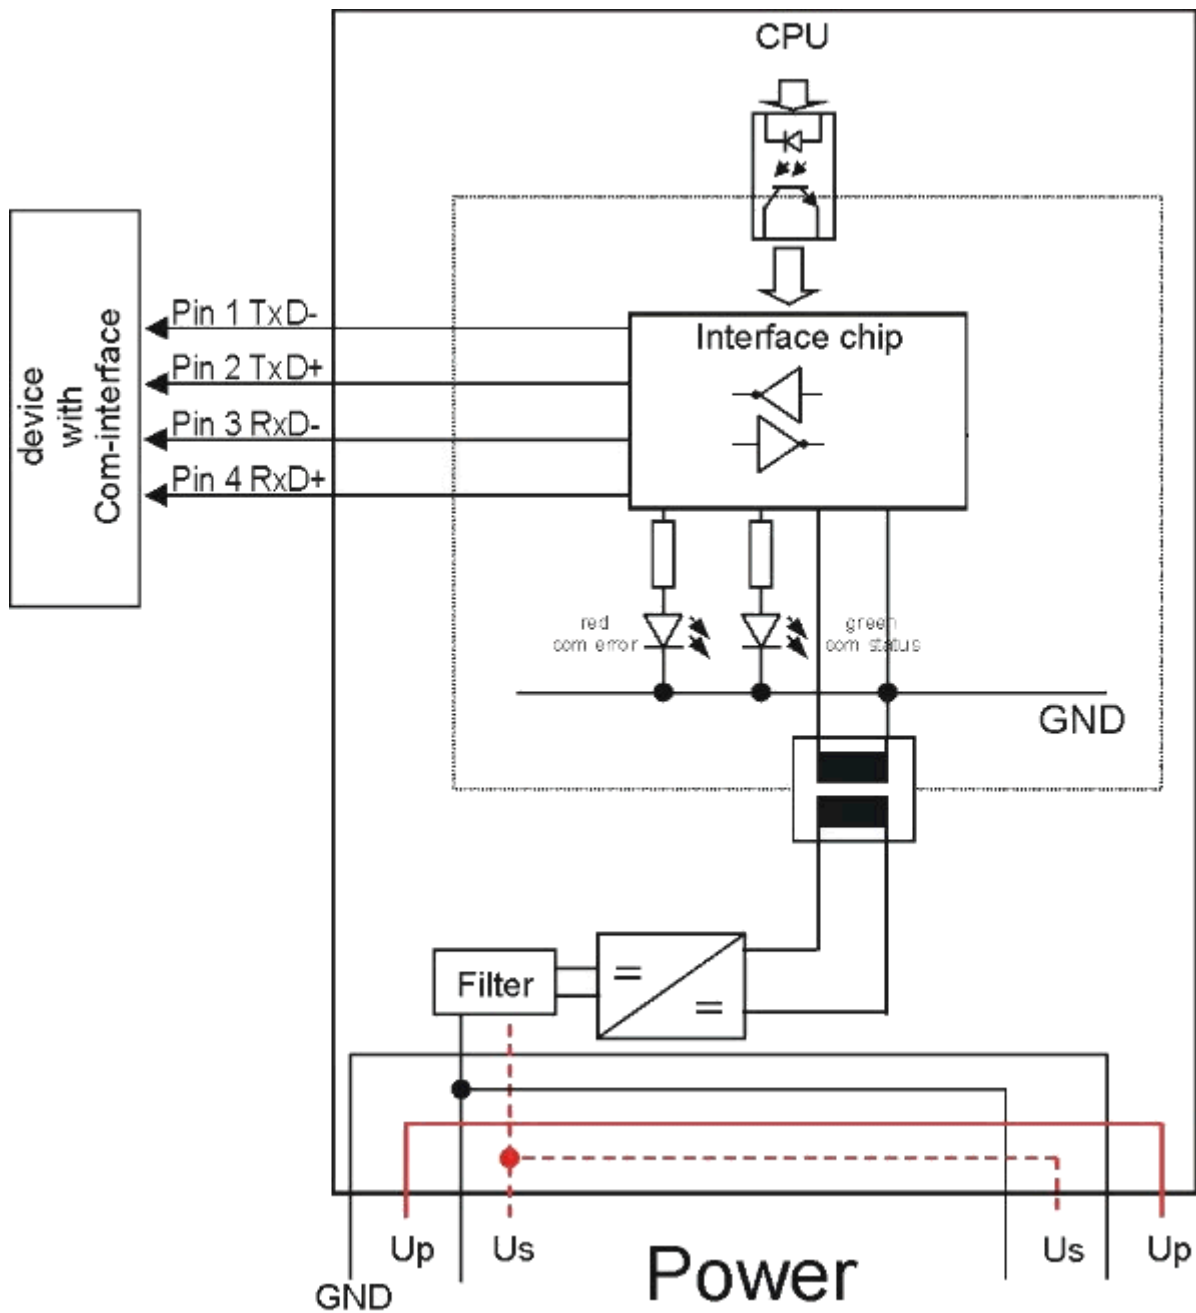 CPU
Interface chip
Pin 1 TxD-
Pin 2 TxD+
Pin 3 RxD-
Pin 4 RxD+
device
with
Com-interface
red
com error
green
com status
GND
Filter
Up
Us
Us
Up
GND
Power